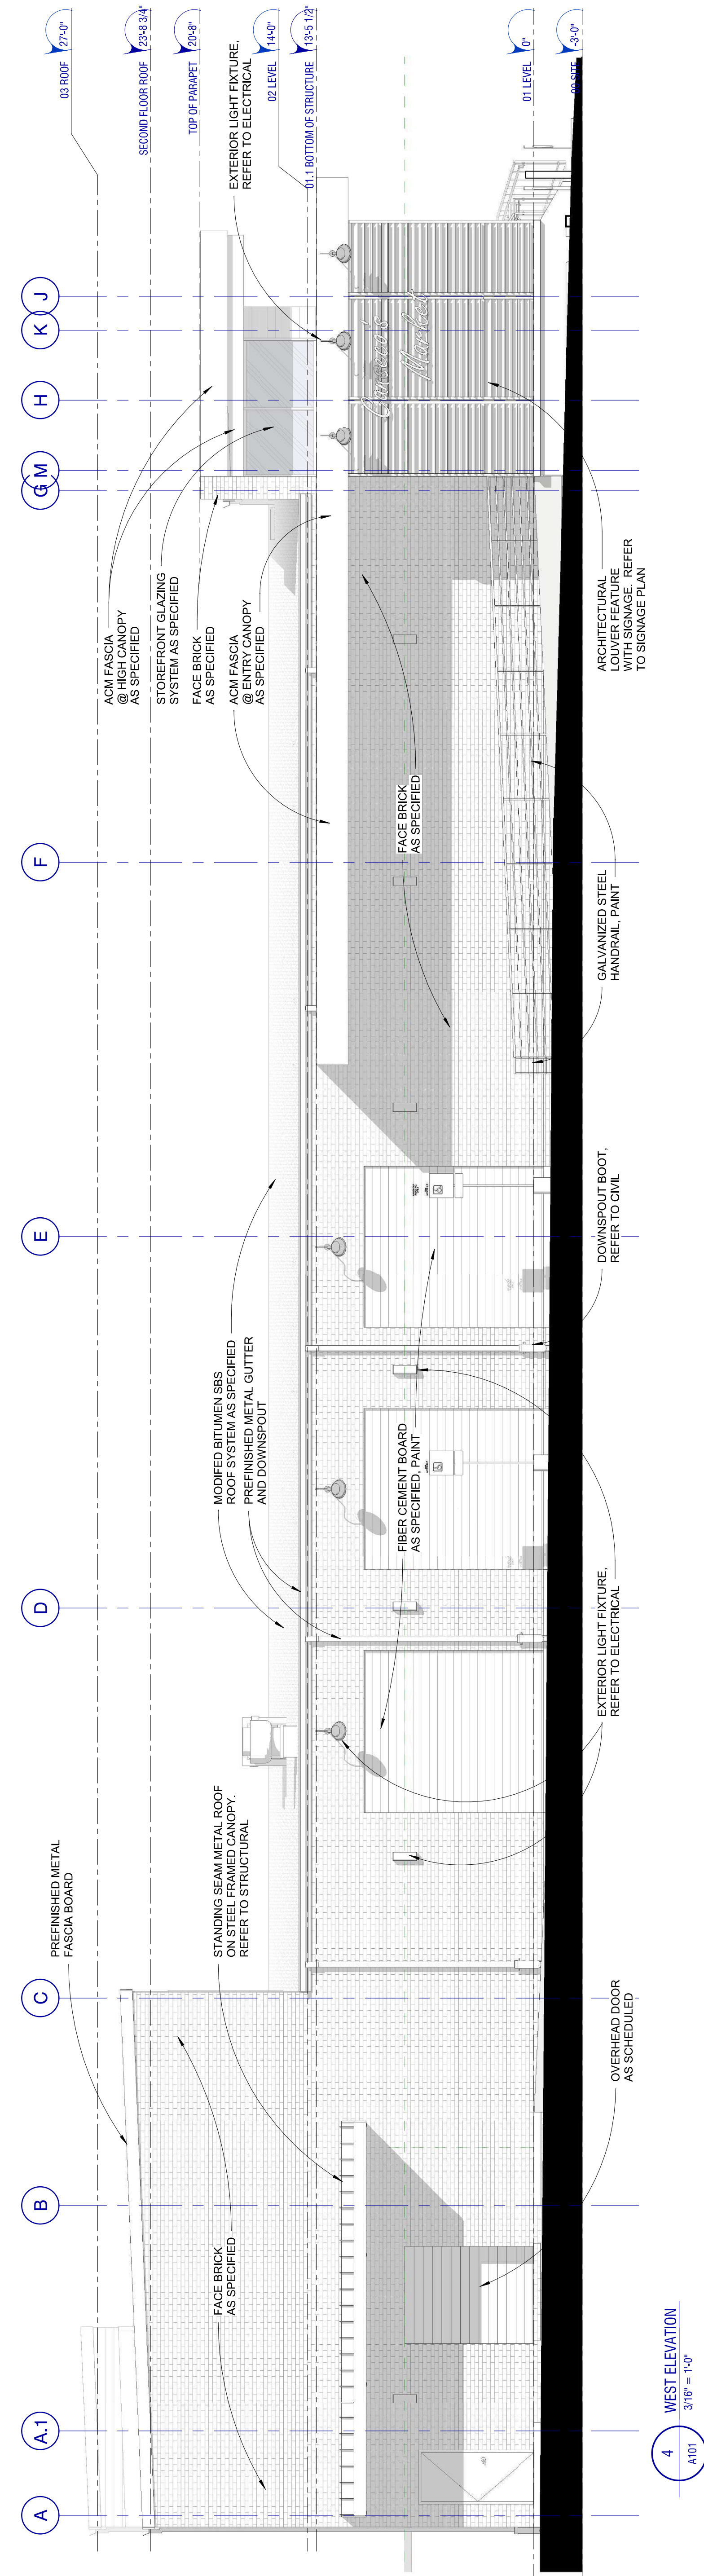 03 ROOF
27'-0"
SECOND FLOOR ROOF
23'-8 3/4"
TOP OF PARAPET
20'-8"
02 LEVEL
14'-0"
01.1 BOTTOM OF STRUCTURE
13'-5 1/2"
01 LEVEL
0"
00 SITE
-3'-0"
A
A.1
B
C
D
E
F
G
M
H
K
J
PREFINISHED METAL
FASCIA BOARD
FACE BRICK
AS SPECIFIED
STANDING SEAM METAL ROOF
ON STEEL FRAMED CANOPY.
REFER TO STRUCTURAL
MODIFED BITUMEN SBS
ROOF SYSTEM AS SPECIFIED
PREFINISHED METAL GUTTER
AND DOWNSPOUT
ACM FASCIA
@ HIGH CANOPY
AS SPECIFIED
STOREFRONT GLAZING
SYSTEM AS SPECIFIED
FACE BRICK
AS SPECIFIED
ACM FASCIA
@ ENTRY CANOPY
AS SPECIFIED
EXTERIOR LIGHT FIXTURE,
REFER TO ELECTRICAL
FIBER CEMENT BOARD
AS SPECIFIED, PAINT
FACE BRICK
AS SPECIFIED
Market
OVERHEAD DOOR
AS SCHEDULED
EXTERIOR LIGHT FIXTURE,
REFER TO ELECTRICAL
DOWNSPOUT BOOT,
REFER TO CIVIL
GALVANIZED STEEL
HANDRAIL, PAINT
ARCHITECTURAL
LOUVER FEATURE
WITH SIGNAGE. REFER
TO SIGNAGE PLAN
4
A101
WEST ELEVATION
3/16" = 1'-0"